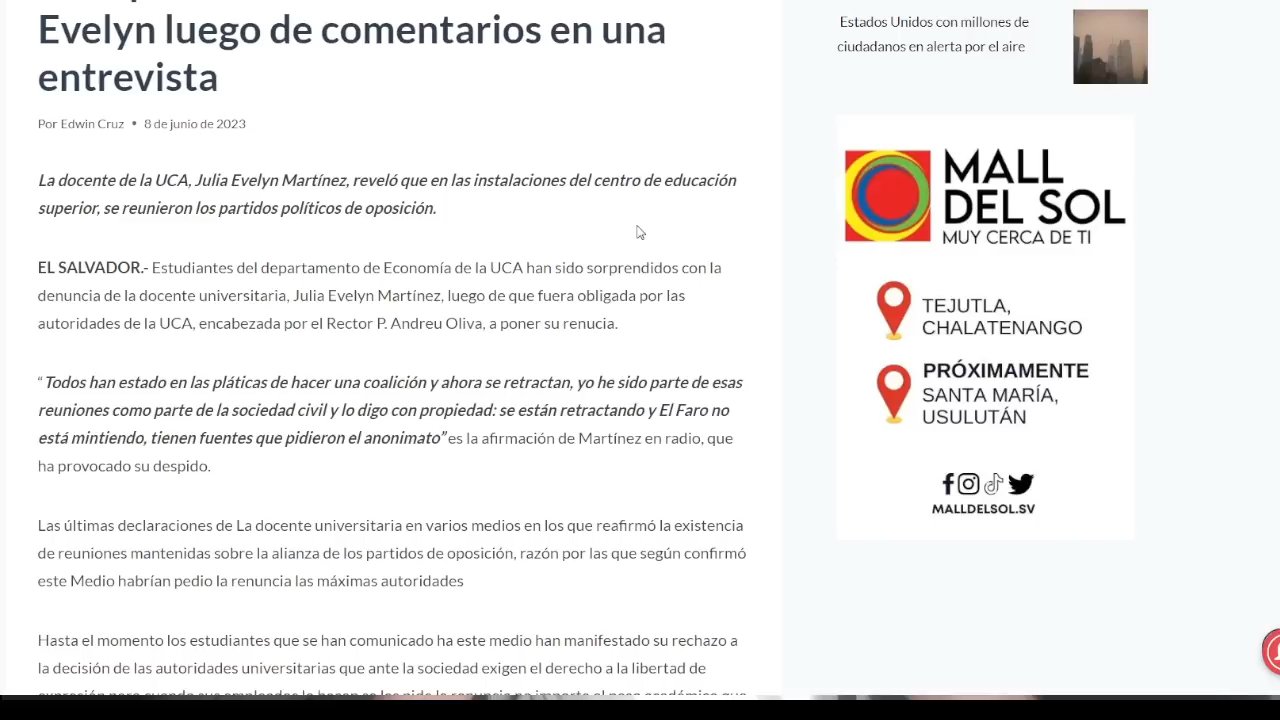 Evelyn luego de comentarios en una
entrevista
Por Edwin Cruz • 8 de junio de 2023
La docente de la UCA, Julia Evelyn Martínez, reveló que en las instalaciones del centro de educación
superior, se reunieron los partidos políticos de oposición.
EL SALVADOR.- Estudiantes del departamento de Economía de la UCA han sido sorprendidos con la
denuncia de la docente universitaria, Julia Evelyn Martínez, luego de que fuera obligada por las
autoridades de la UCA, encabezada por el Rector P. Andreu Oliva, a poner su renucia.
“Todos han estado en las pláticas de hacer una coalición y ahora se retractan, yo he sido parte de esas
reuniones como parte de la sociedad civil y lo digo con propiedad: se están retractando y El Faro no
está mintiendo, tienen fuentes que pidieron el anonimato” es la afirmación de Martínez en radio, que
ha provocado su despido.
Las últimas declaraciones de La docente universitaria en varios medios en los que reafirmó la existencia
de reuniones mantenidas sobre la alianza de los partidos de oposición, razón por las que según confirmó
este Medio habrían pedio la renuncia las máximas autoridades
Hasta el momento los estudiantes que se han comunicado ha este medio han manifestado su rechazo a
la decisión de las autoridades universitarias que ante la sociedad exigen el derecho a la libertad de
Estados Unidos con millones de
ciudadanos en alerta por el aire
MALL
DEL SOL
MUY CERCA DE TI
TEJUTLA,
CHALATENANGO
PRÓXIMAMENTE
SANTA MARÍA,
USULUTÁN
MALLDELSOL.SV